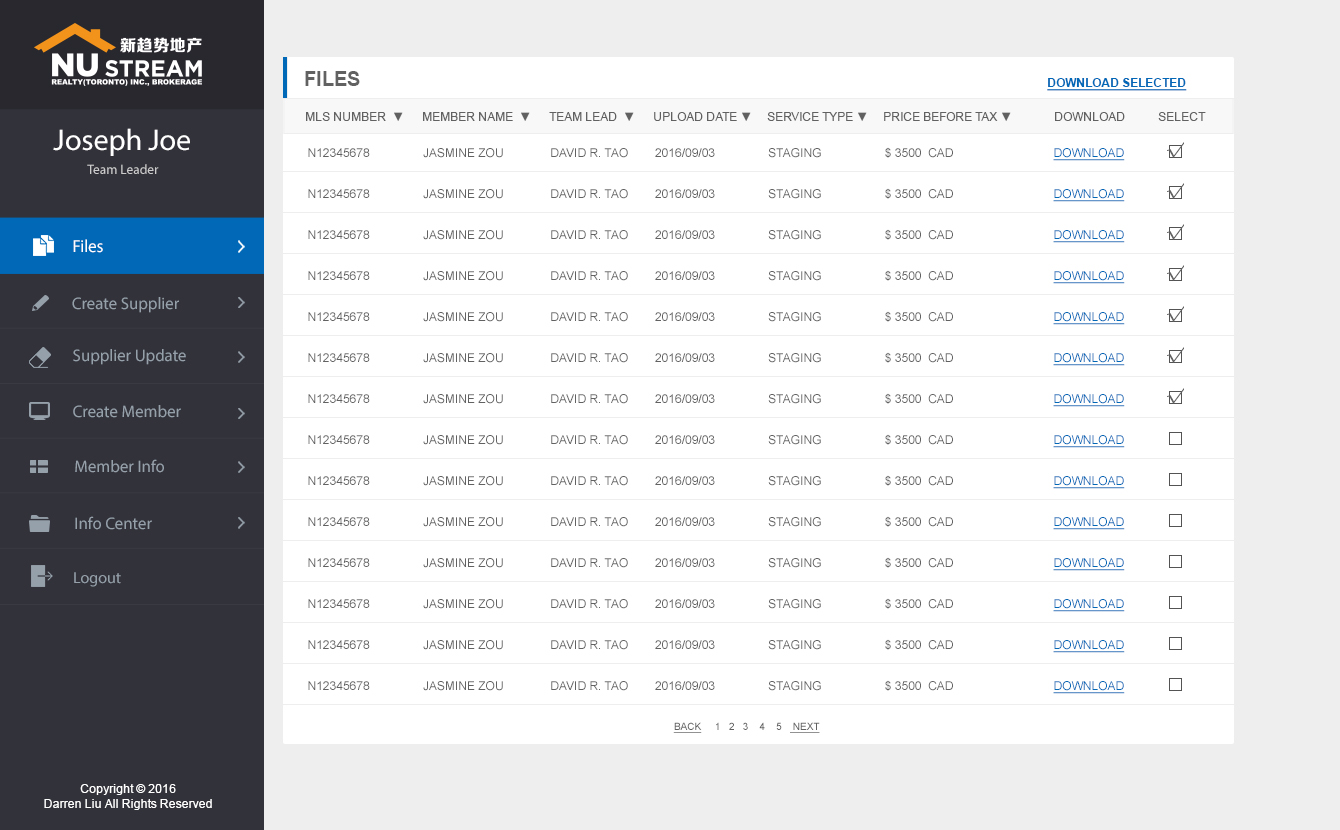 新趋势地产
NU STREAM
REALTY(TORONTO) INC., BROKERAGE
Joseph Joe
Team Leader
Files
Create Supplier
Supplier Update
Create Member
Member Info
Info Center
Logout
Copyright © 2016
Darren Liu All Rights Reserved
FILES
DOWNLOAD SELECTED
MLS NUMBER ▼ MEMBER NAME ▼ TEAM LEAD ▼ UPLOAD DATE ▼ SERVICE TYPE ▼ PRICE BEFORE TAX ▼ DOWNLOAD SELECT
N12345678 JASMINE ZOU DAVID R. TAO 2016/09/03 STAGING $ 3500 CAD DOWNLOAD
N12345678 JASMINE ZOU DAVID R. TAO 2016/09/03 STAGING $ 3500 CAD DOWNLOAD
N12345678 JASMINE ZOU DAVID R. TAO 2016/09/03 STAGING $ 3500 CAD DOWNLOAD
N12345678 JASMINE ZOU DAVID R. TAO 2016/09/03 STAGING $ 3500 CAD DOWNLOAD
N12345678 JASMINE ZOU DAVID R. TAO 2016/09/03 STAGING $ 3500 CAD DOWNLOAD
N12345678 JASMINE ZOU DAVID R. TAO 2016/09/03 STAGING $ 3500 CAD DOWNLOAD
N12345678 JASMINE ZOU DAVID R. TAO 2016/09/03 STAGING $ 3500 CAD DOWNLOAD
N12345678 JASMINE ZOU DAVID R. TAO 2016/09/03 STAGING $ 3500 CAD DOWNLOAD
N12345678 JASMINE ZOU DAVID R. TAO 2016/09/03 STAGING $ 3500 CAD DOWNLOAD
N12345678 JASMINE ZOU DAVID R. TAO 2016/09/03 STAGING $ 3500 CAD DOWNLOAD
N12345678 JASMINE ZOU DAVID R. TAO 2016/09/03 STAGING $ 3500 CAD DOWNLOAD
N12345678 JASMINE ZOU DAVID R. TAO 2016/09/03 STAGING $ 3500 CAD DOWNLOAD
N12345678 JASMINE ZOU DAVID R. TAO 2016/09/03 STAGING $ 3500 CAD DOWNLOAD
N12345678 JASMINE ZOU DAVID R. TAO 2016/09/03 STAGING $ 3500 CAD DOWNLOAD
BACK 1 2 3 4 5 NEXT